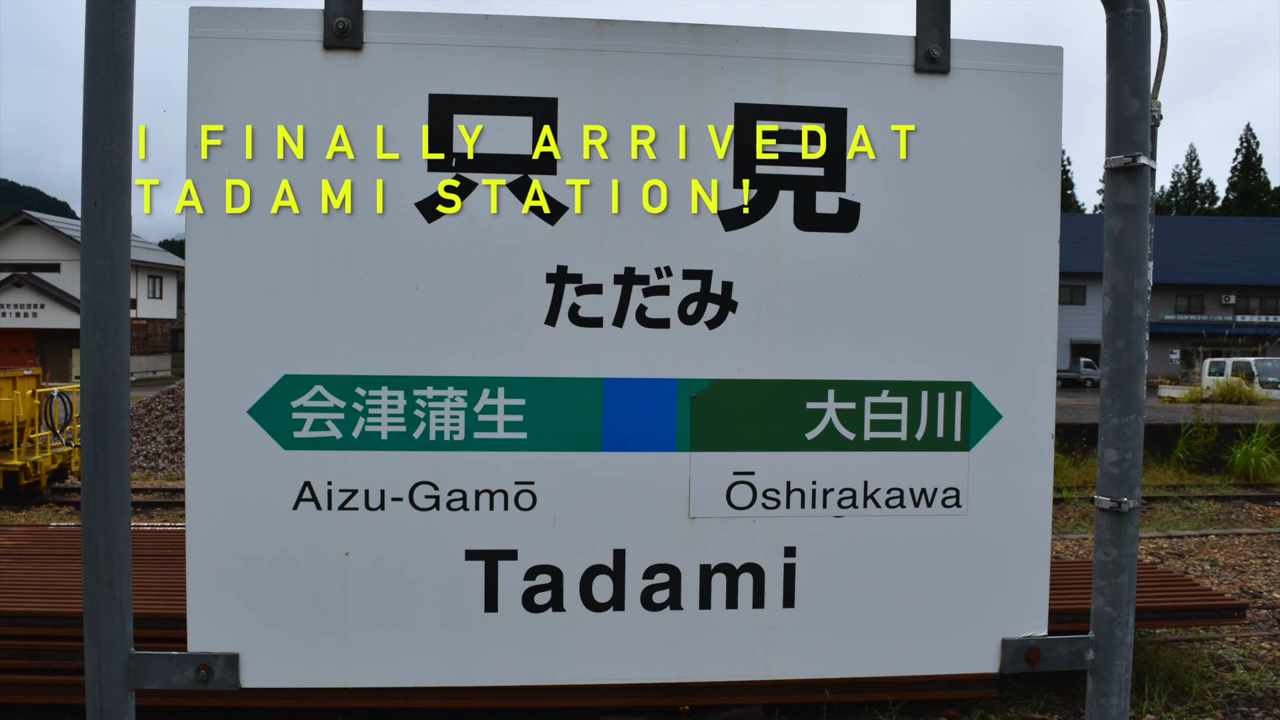 I FINALLY ARRIVEDAT
TADAMI STATION!
只見
ただみ
会津蒲生 大白川
Aizu-Gamō Ōshirakawa
Tadami